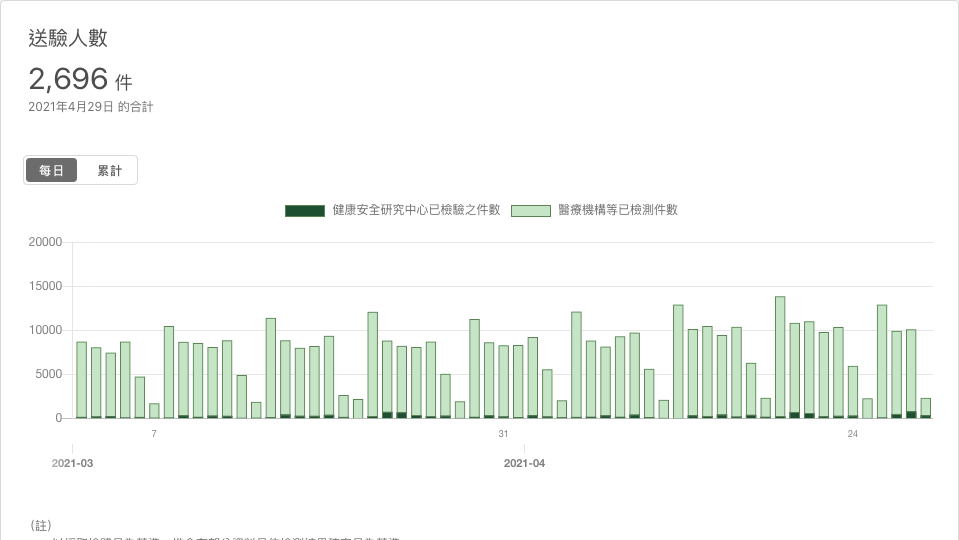 送驗人數
2,696 件
2021年4月29日 的合計
每日 累計
健康安全研究中心已檢驗之件數 醫療機構等已檢測件數
20000
15000
10000
5000
0
7 31 24
2021-03 2021-04
(註)